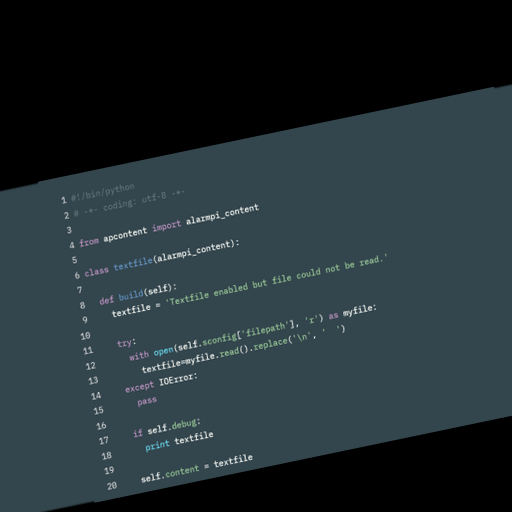 1 #!/bin/python
2 # -*- coding: utf-8 -*-
3
4 from apcontent import alarmpi_content
5
6 class textfile(alarmpi_content):
7
8 def build(self):
9 textfile = 'Textfile enabled but file could not be read.'
10
11 try:
12 with open(self.sconfig['filepath'], 'r') as myfile:
13 textfile=myfile.read().replace('\n', ' ')
14 except IOError:
15 pass
16
17 if self.debug:
18 print textfile
19
20 self.content = textfile